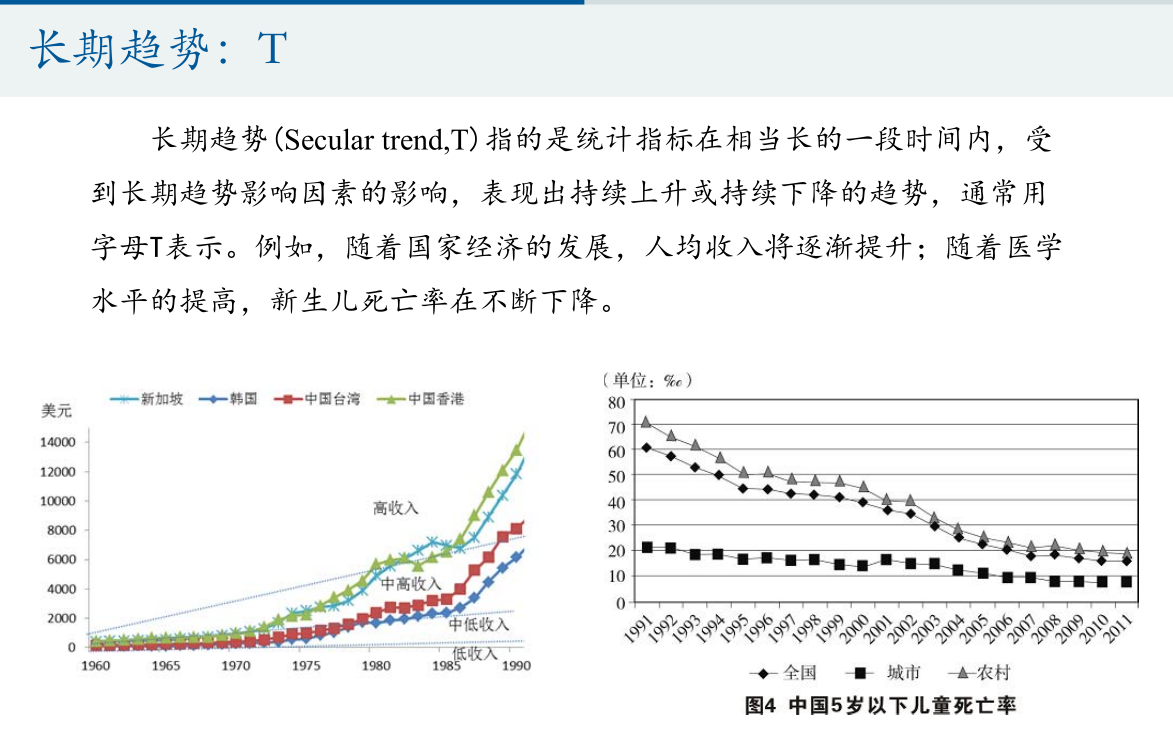 长期趋势：T
长期趋势(Secular trend,T)指的是统计指标在相当长的一段时间内，受
到长期趋势影响因素的影响，表现出持续上升或持续下降的趋势，通常用
字母T表示。例如，随着国家经济的发展，人均收入将逐渐提升；随着医学
水平的提高，新生儿死亡率在不断下降。
美元
新加坡 韩国 中国台湾 中国香港
14000
12000
10000
8000
6000
4000
2000
0
高收入
中高收入
中低收入
低收入
1960 1965 1970 1975 1980 1985 1990
（单位：‰）
80
70
60
50
40
30
20
10
0
1991 1992 1993 1994 1995 1996 1997 1998 1999 2000 2001 2002 2003 2004 2005 2006 2007 2008 2009 2010 2011
全国 城市 农村
图4 中国5岁以下儿童死亡率